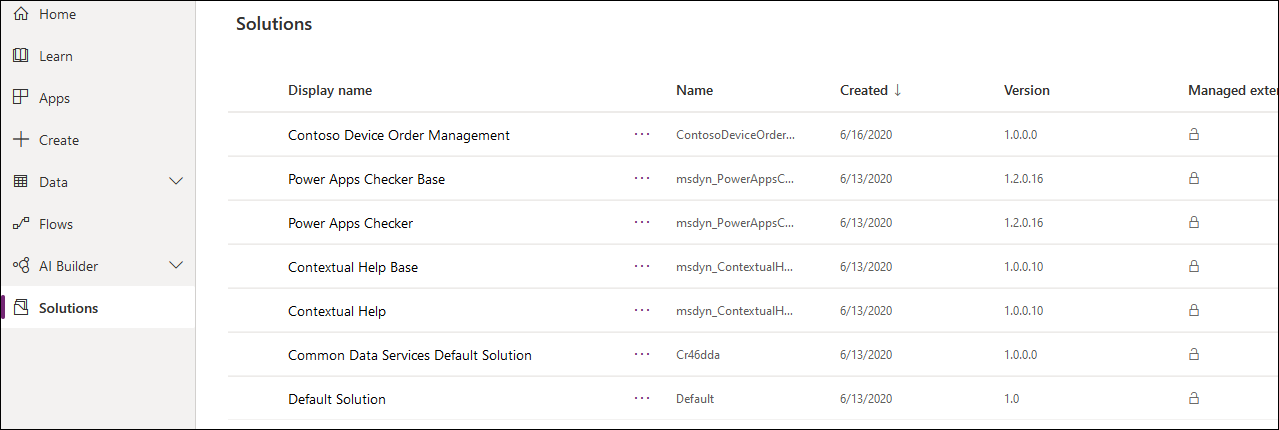 Home
Learn
Apps
Create
Data
Flows
AI Builder
Solutions
Solutions
Display name Name Created ↓ Version Managed exter
Contoso Device Order Management ··· ContosoDeviceOrder... 6/16/2020 1.0.0.0
Power Apps Checker Base ··· msdyn_PowerAppsC... 6/13/2020 1.2.0.16
Power Apps Checker ··· msdyn_PowerAppsC... 6/13/2020 1.2.0.16
Contextual Help Base ··· msdyn_ContextualH... 6/13/2020 1.0.0.10
Contextual Help ··· msdyn_ContextualH... 6/13/2020 1.0.0.10
Common Data Services Default Solution ··· Cr46dda 6/13/2020 1.0.0.0
Default Solution ··· Default 6/13/2020 1.0